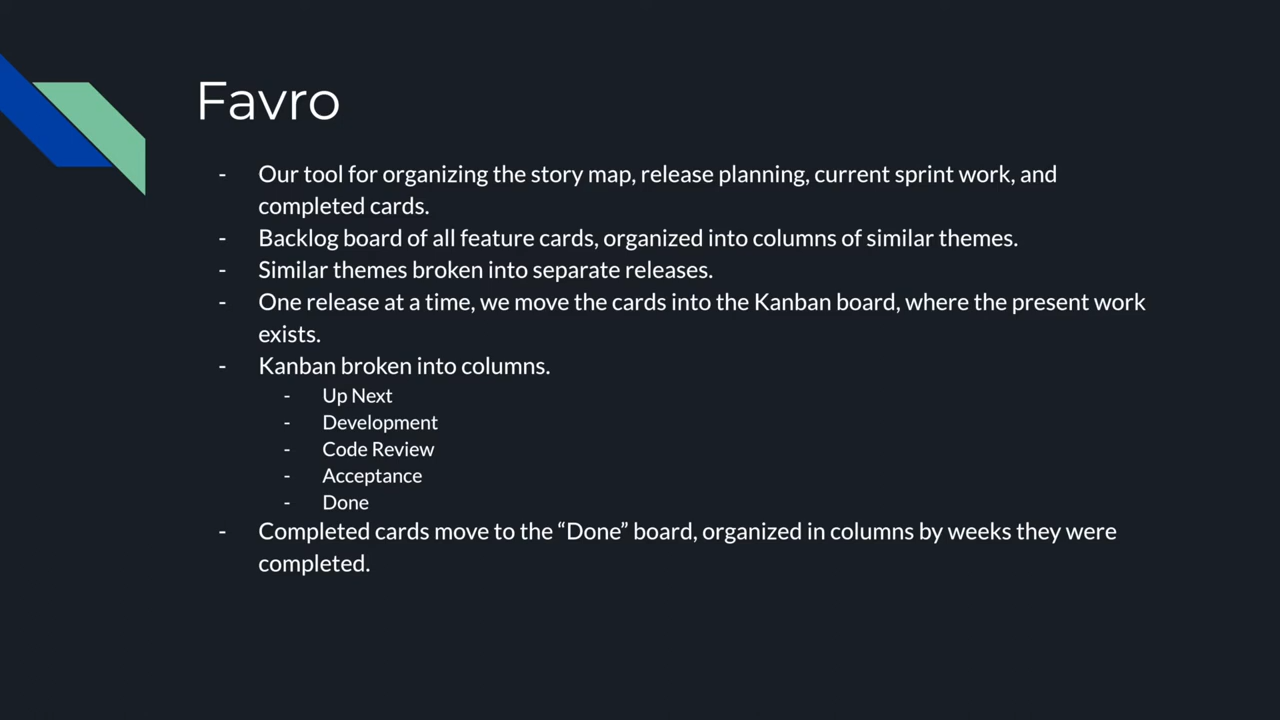 Favro
- Our tool for organizing the story map, release planning, current sprint work, and
completed cards.
- Backlog board of all feature cards, organized into columns of similar themes.
- Similar themes broken into separate releases.
- One release at a time, we move the cards into the Kanban board, where the present work
exists.
- Kanban broken into columns.
- Up Next
- Development
- Code Review
- Acceptance
- Done
- Completed cards move to the “Done” board, organized in columns by weeks they were
completed.